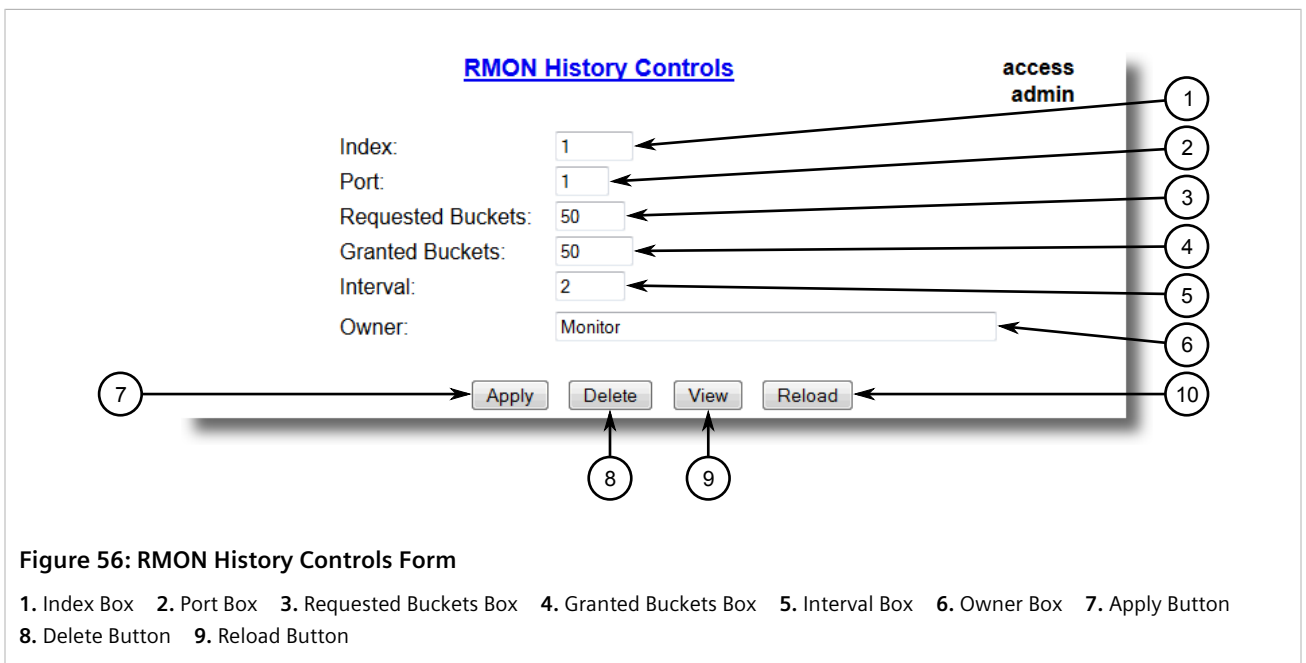 RMON History Controls
access
admin
1
Index: 1
2
Port: 1
3
Requested Buckets: 50
Granted Buckets: 50
4
Interval: 2
5
Owner: Monitor
6
7
Apply Delete View Reload
10
8 9
Figure 56: RMON History Controls Form
1. Index Box 2. Port Box 3. Requested Buckets Box 4. Granted Buckets Box 5. Interval Box 6. Owner Box 7. Apply Button
8. Delete Button 9. Reload Button